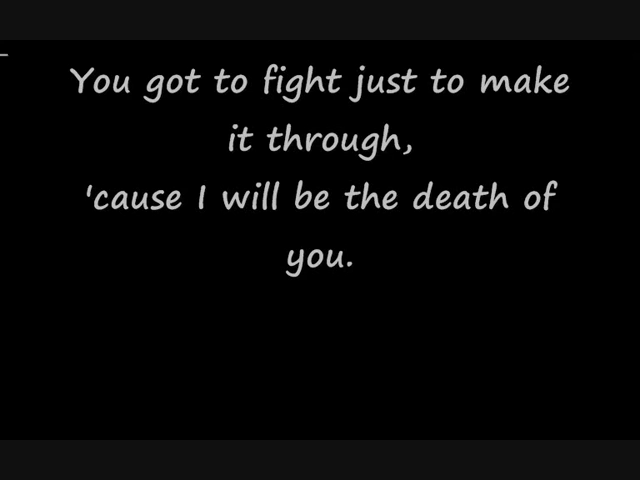 You got to fight just to make
it through,
'cause I will be the death of
you.